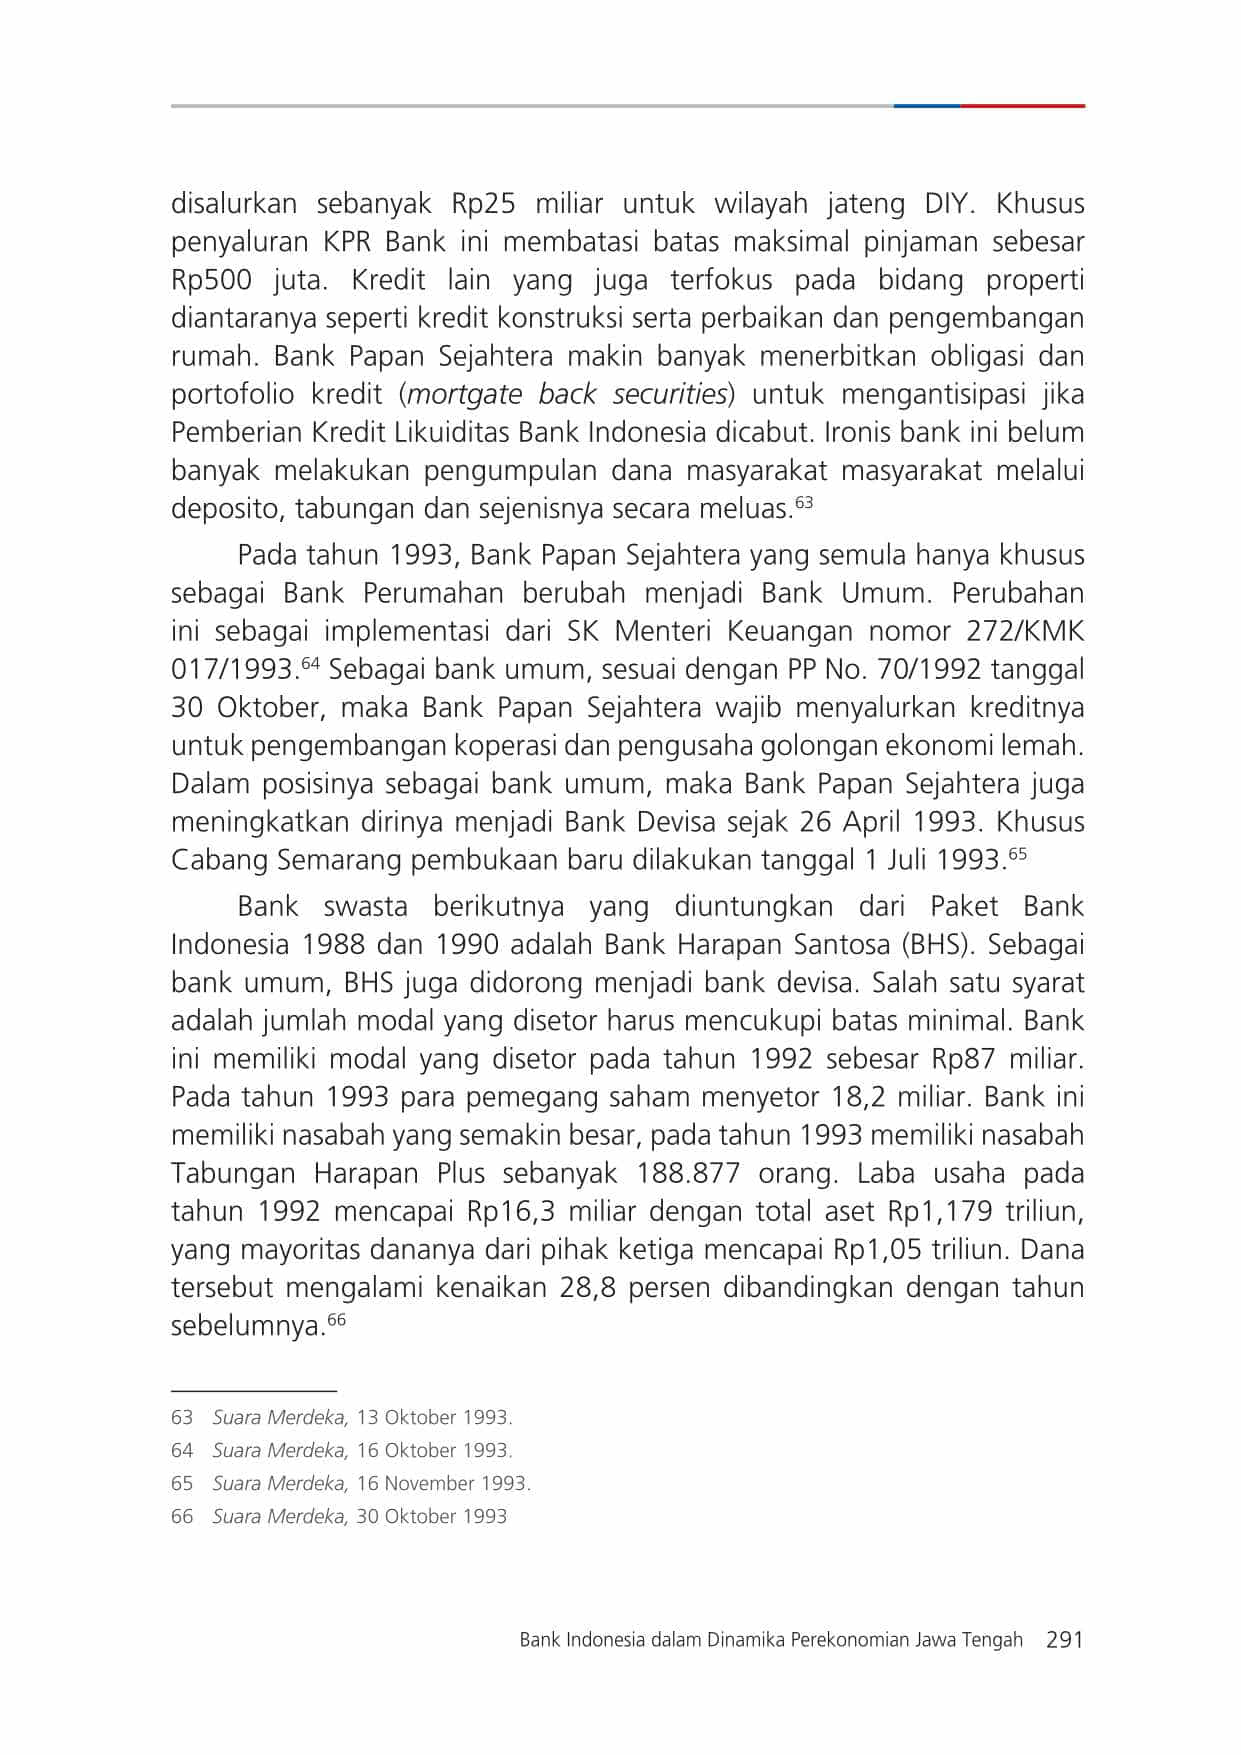 disalurkan sebanyak Rp25 miliar untuk wilayah jateng DIY. Khusus
penyaluran KPR Bank ini membatasi batas maksimal pinjaman sebesar
Rp500 juta. Kredit lain yang juga terfokus pada bidang properti
diantaranya seperti kredit konstruksi serta perbaikan dan pengembangan
rumah. Bank Papan Sejahtera makin banyak menerbitkan obligasi dan
portofolio kredit (mortgate back securities) untuk mengantisipasi jika
Pemberian Kredit Likuiditas Bank Indonesia dicabut. Ironis bank ini belum
banyak melakukan pengumpulan dana masyarakat masyarakat melalui
deposito, tabungan dan sejenisnya secara meluas.63
Pada tahun 1993, Bank Papan Sejahtera yang semula hanya khusus
sebagai Bank Perumahan berubah menjadi Bank Umum. Perubahan
ini sebagai implementasi dari SK Menteri Keuangan nomor 272/KMK
017/1993.64 Sebagai bank umum, sesuai dengan PP No. 70/1992 tanggal
30 Oktober, maka Bank Papan Sejahtera wajib menyalurkan kreditnya
untuk pengembangan koperasi dan pengusaha golongan ekonomi lemah.
Dalam posisinya sebagai bank umum, maka Bank Papan Sejahtera juga
meningkatkan dirinya menjadi Bank Devisa sejak 26 April 1993. Khusus
Cabang Semarang pembukaan baru dilakukan tanggal 1 Juli 1993.65
Bank swasta berikutnya yang diuntungkan dari Paket Bank
Indonesia 1988 dan 1990 adalah Bank Harapan Santosa (BHS). Sebagai
bank umum, BHS juga didorong menjadi bank devisa. Salah satu syarat
adalah jumlah modal yang disetor harus mencukupi batas minimal. Bank
ini memiliki modal yang disetor pada tahun 1992 sebesar Rp87 miliar.
Pada tahun 1993 para pemegang saham menyetor 18,2 miliar. Bank ini
memiliki nasabah yang semakin besar, pada tahun 1993 memiliki nasabah
Tabungan Harapan Plus sebanyak 188.877 orang. Laba usaha pada
tahun 1992 mencapai Rp16,3 miliar dengan total aset Rp1,179 triliun,
yang mayoritas dananya dari pihak ketiga mencapai Rp1,05 triliun. Dana
tersebut mengalami kenaikan 28,8 persen dibandingkan dengan tahun
sebelumnya.66
63 Suara Merdeka, 13 Oktober 1993.
64 Suara Merdeka, 16 Oktober 1993.
65 Suara Merdeka, 16 November 1993.
66 Suara Merdeka, 30 Oktober 1993
Bank Indonesia dalam Dinamika Perekonomian Jawa Tengah 291